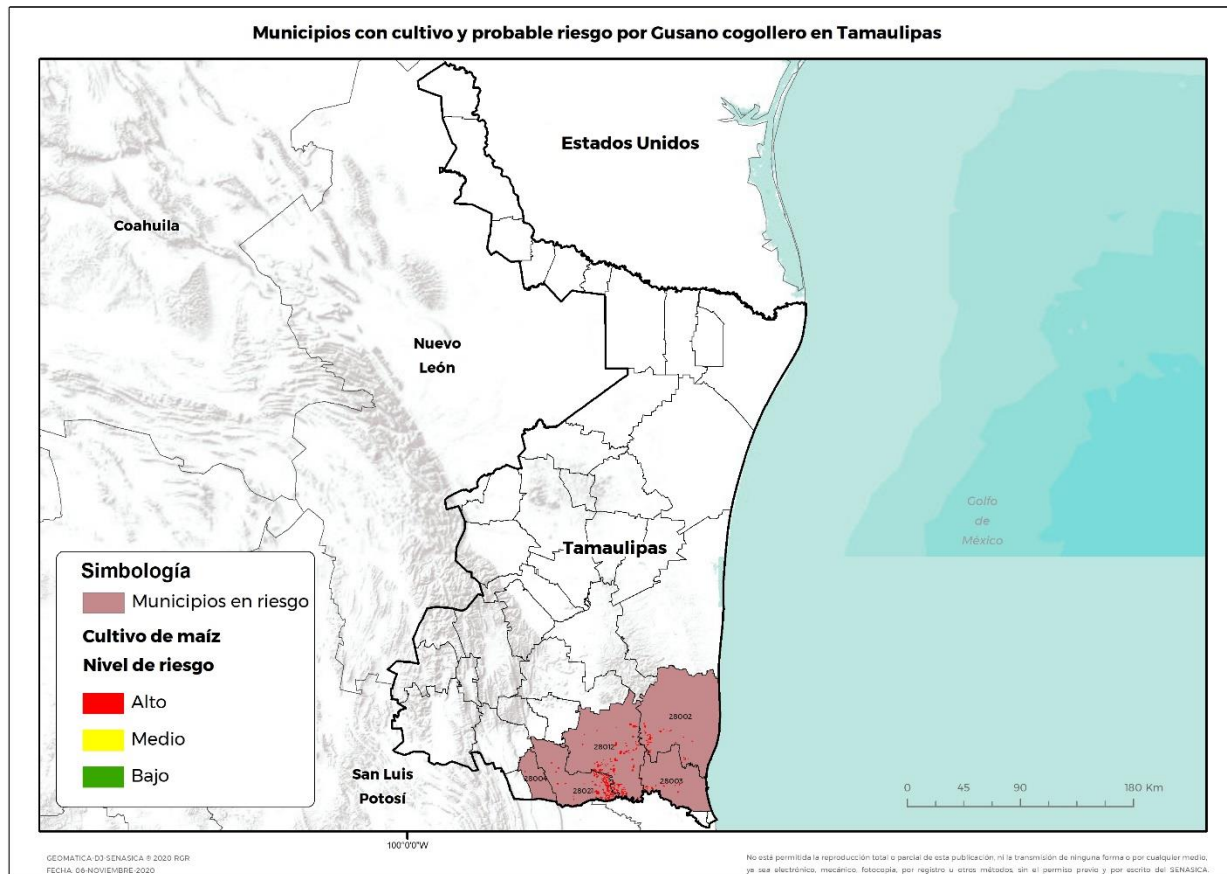 Municipios con cultivo y probable riesgo por Gusano cogollero en Tamaulipas
Estados Unidos
Coahuila
Nuevo
León
Golfo
de
México
Tamaulipas
Simbología
Municipios en riesgo
Cultivo de maíz
Nivel de riesgo
Alto
Medio
Bajo
28002
28012
28004
28021
28003
San Luis
Potosí
0 45 90 180 Km
100°0'0"W
GEOMATICA-DJ-SENASICA ® 2020 RGR
FECHA. 06-NOVIEMBRE-2020
No está permitida la reproducción total o parcial de esta publicación, ni la transmisión de ninguna forma o por cualquier medio,
ya sea electrónico, mecánico, fotocopia, por registro u otros métodos, sin el permiso previo y por escrito del SENASICA.